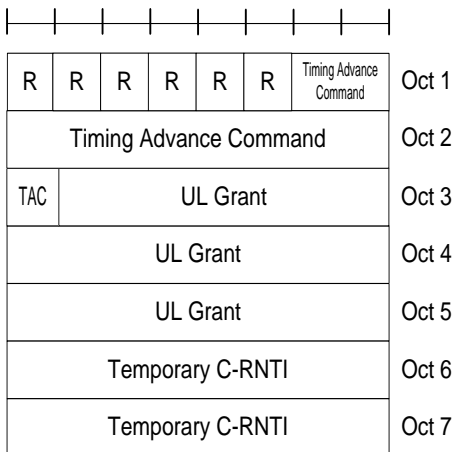 R R R R R R Timing Advance Command Oct 1
Timing Advance Command Oct 2
TAC UL Grant Oct 3
UL Grant Oct 4
UL Grant Oct 5
Temporary C-RNTI Oct 6
Temporary C-RNTI Oct 7